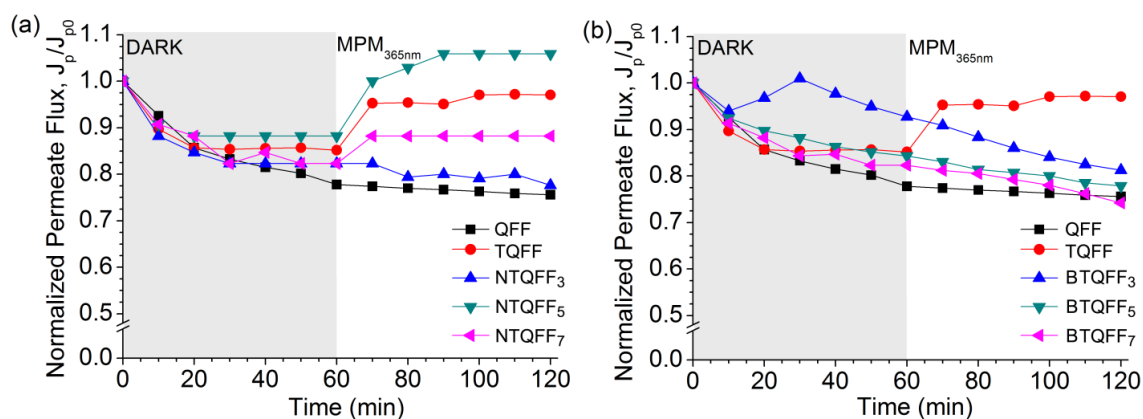 (a)
DARK
MPM365nm
Normalized Permeate Flux, Jp/Jp0
1.1
1.0
0.9
0.8
0.7
0.6
0.5
0.0
QFF
TQFF
NTQFF3
NTQFF5
NTQFF7
0 20 40 60 80 100 120
Time (min)
(b)
DARK
MPM365nm
Normalized Permeate Flux, Jp/Jp0
1.1
1.0
0.9
0.8
0.7
0.6
0.5
0.0
QFF
TQFF
BTQFF3
BTQFF5
BTQFF7
0 20 40 60 80 100 120
Time (min)